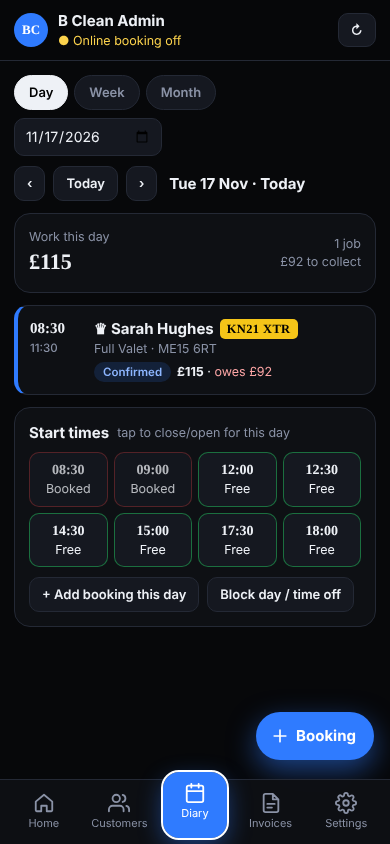 BC
B Clean Admin
Online booking off
Day Week Month
11/17/2026
Today
Tue 17 Nov · Today
Work this day
£115
1 job
£92 to collect
08:30
11:30
♛ Sarah Hughes KN21 XTR
Full Valet · ME15 6RT
Confirmed £115 · owes £92
Start times tap to close/open for this day
08:30 09:00 12:00 12:30
Booked Booked Free Free
14:30 15:00 17:30 18:00
Free Free Free Free
+ Add booking this day Block day / time off
+ Booking
Home Customers Diary Invoices Settings